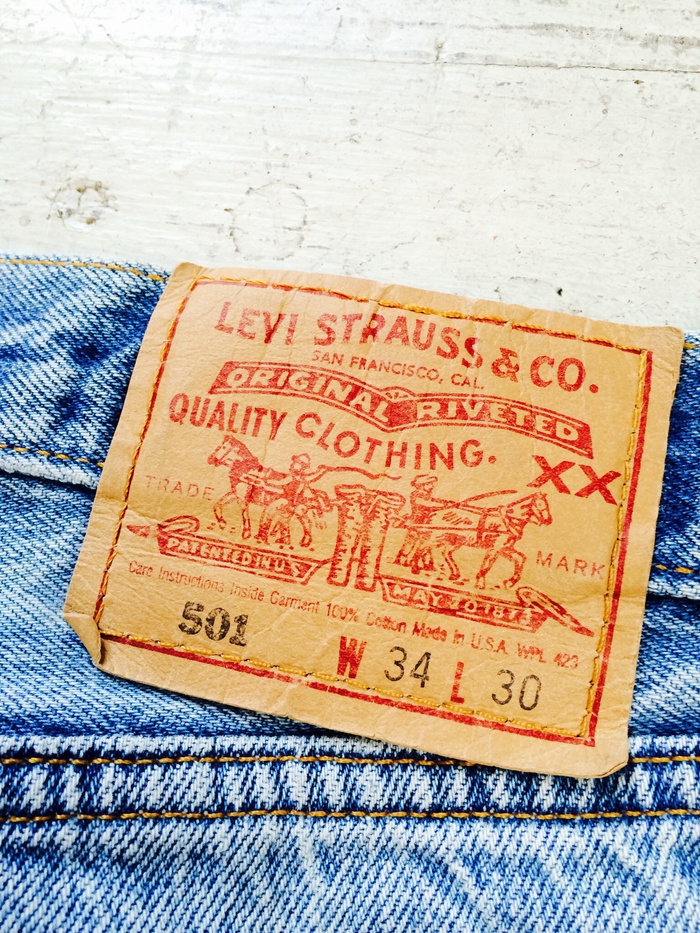 LEVI STRAUSS & CO.
SAN FRANCISCO, CAL.
ORIGINAL RIVETED
QUALITY CLOTHING.
XX
TRADE MARK
PATENTED IN U.S.
MAY 20 1873
Care Instructions Inside Garment 100% Cotton Made in U.S.A. WPL 423
501
W 34 L 30